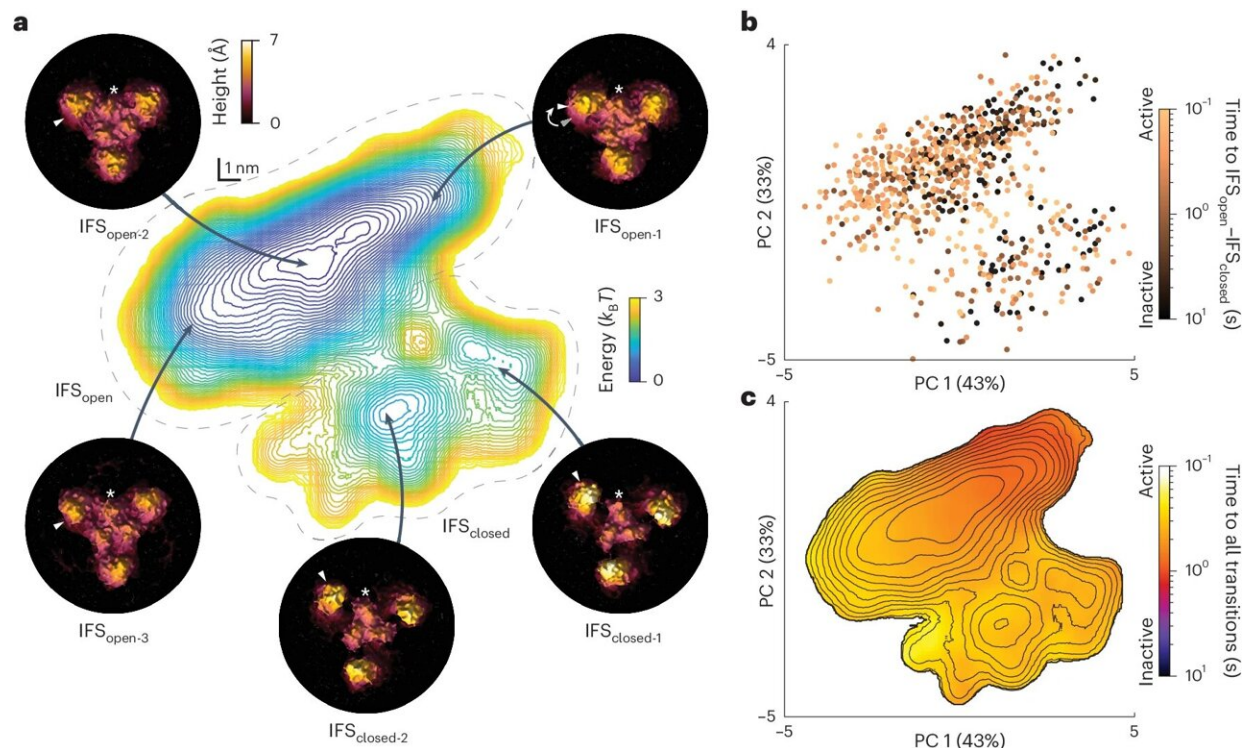 a
Height (Å)
7
0
*
IFSopen-2
1 nm
*
IFSopen-1
Energy (kBT)
3
0
IFSopen
*
IFSopen-3
IFSclosed
*
IFSclosed-2
*
IFSclosed-1
b
4
PC 2 (33%)
−5
−5
PC 1 (43%)
5
Active
Inactive
10⁻¹
10⁰
10¹
Time to IFSopen–IFSclosed (s)
c
4
PC 2 (33%)
−5
−5
PC 1 (43%)
5
Active
Inactive
10⁻¹
10⁰
10¹
Time to all transitions (s)